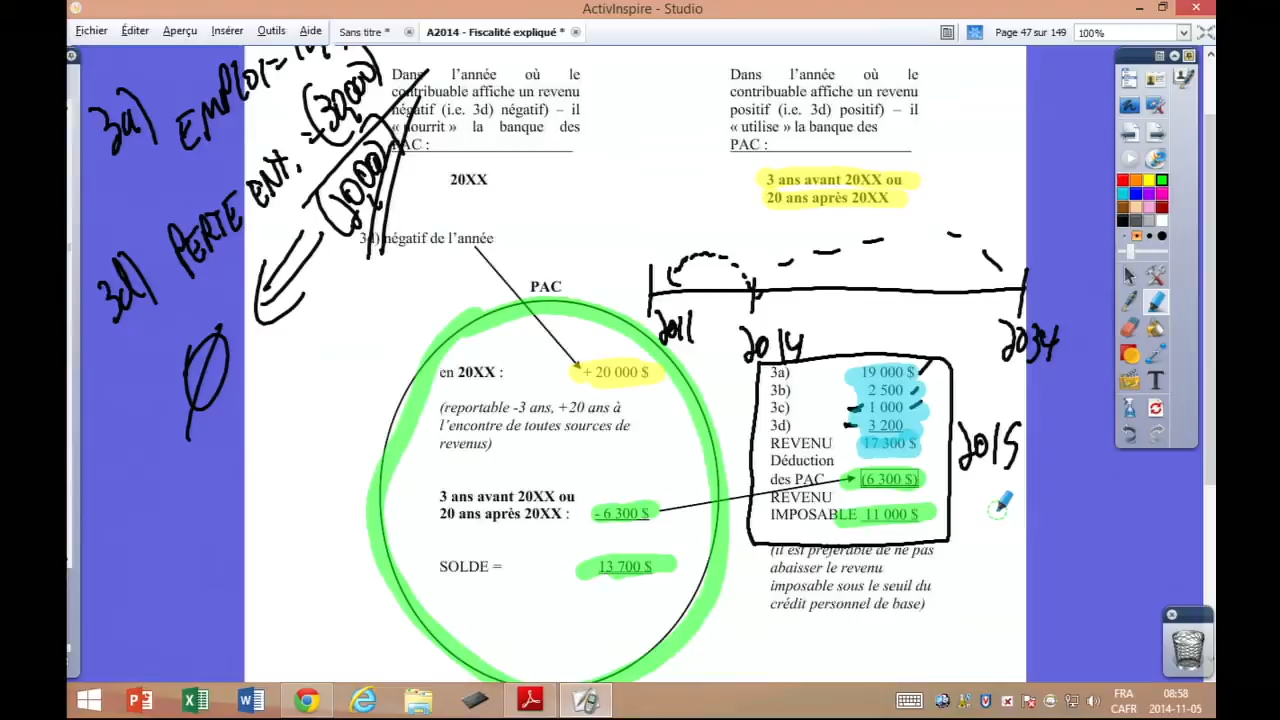 ActivInspire - Studio
Fichier Éditer Aperçu Insérer Outils Aide Sans titre * A2014 - Fiscalité expliqué * Page 47 sur 149 100%
3a) EMPLOI =
3d) PERTE ENT.
Dans l’année où le
contribuable affiche un revenu
négatif (i.e. 3d) négatif) – il
« nourrit » la banque des
PAC :
20XX
3d) négatif de l’année
PAC
en 20XX : + 20 000 $
(reportable -3 ans, +20 ans à
l’encontre de toutes sources de
revenus)
3 ans avant 20XX ou
20 ans après 20XX : - 6 300 $
SOLDE = 13 700 $
Dans l’année où le
contribuable affiche un revenu
positif (i.e. 3d) positif) – il
« utilise » la banque des
PAC :
3 ans avant 20XX ou
20 ans après 20XX
2011 2014 2034
3a) 19 000 $
3b) 2 500
3c) 1 000
3d) 3 200
REVENU 17 300 $
2015
Déduction
des PAC (6 300 $)
REVENU
IMPOSABLE 11 000 $
(il est préférable de ne pas
abaisser le revenu
imposable sous le seuil du
crédit personnel de base)
FRA 08:58
CAFR 2014-11-05